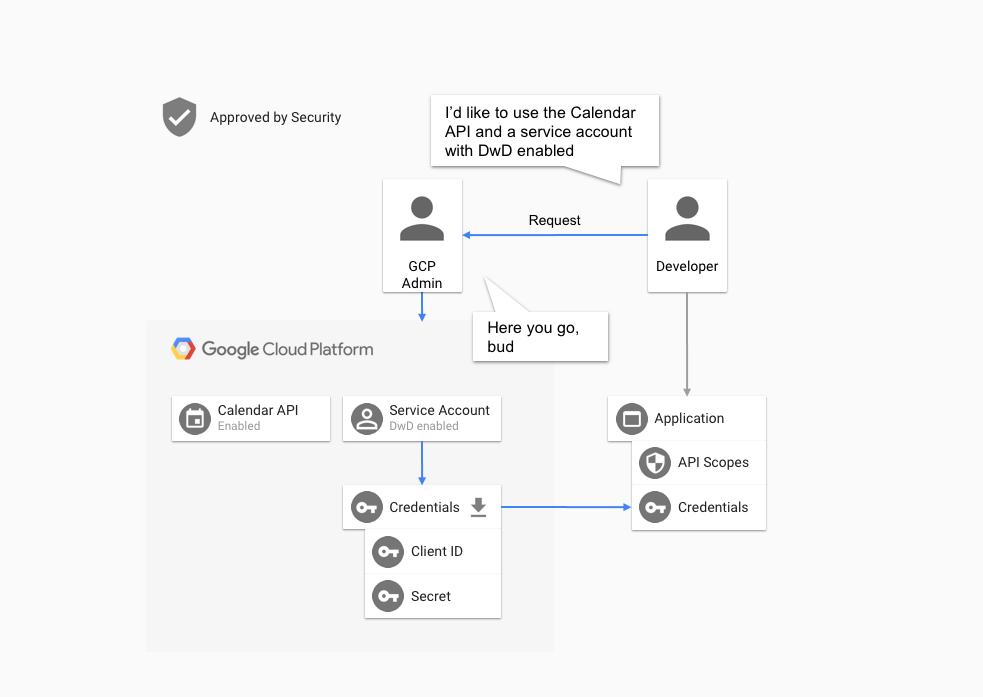 Approved by Security
I’d like to use the Calendar
API and a service account
with DwD enabled
Request
GCP
Admin
Developer
Here you go,
bud
Google Cloud Platform
Calendar API
Enabled
Service Account
DwD enabled
Application
API Scopes
Credentials
Credentials
Client ID
Secret